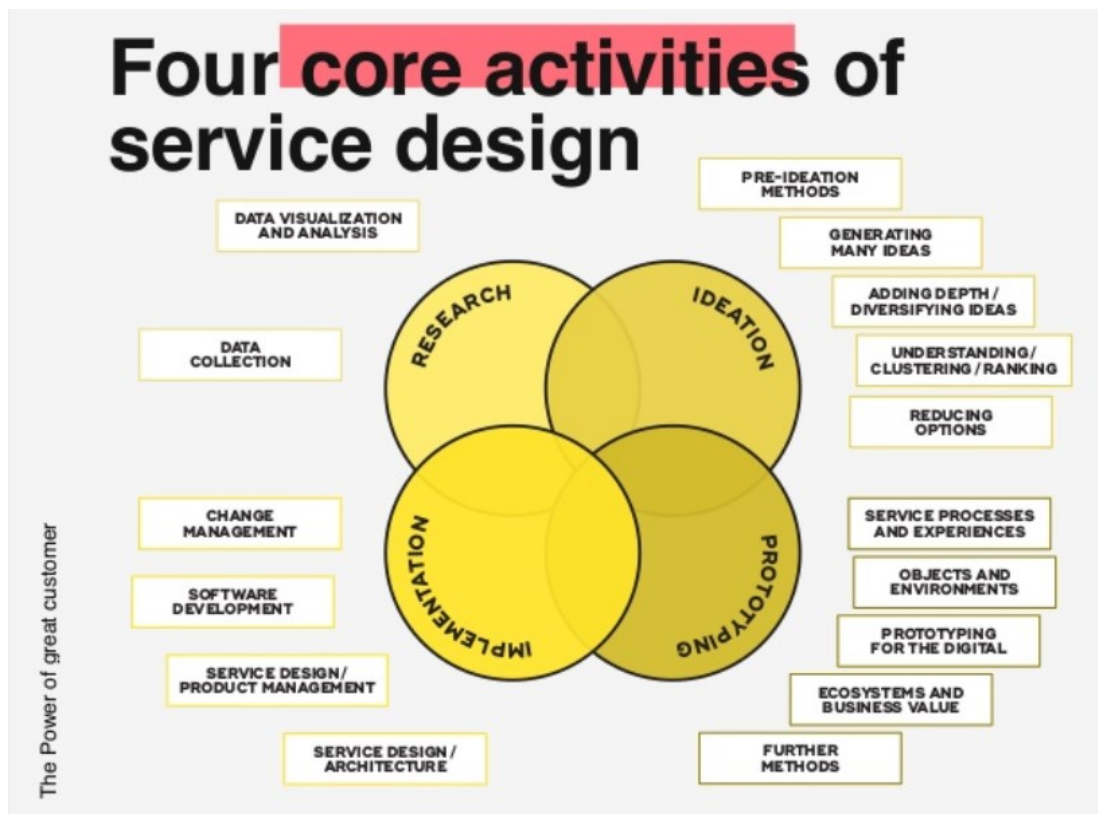 Four core activities of
service design
DATA VISUALIZATION
AND ANALYSIS
DATA
COLLECTION
RESEARCH
IDEATION
PRE-IDEATION
METHODS
GENERATING
MANY IDEAS
ADDING DEPTH /
DIVERSIFYING IDEAS
UNDERSTANDING/
CLUSTERING / RANKING
REDUCING
OPTIONS
CHANGE
MANAGEMENT
SOFTWARE
DEVELOPMENT
SERVICE DESIGN/
PRODUCT MANAGEMENT
SERVICE DESIGN /
ARCHITECTURE
IMPLEMENTATION
PROTOTYPING
SERVICE PROCESSES
AND EXPERIENCES
OBJECTS AND
ENVIRONMENTS
PROTOTYPING
FOR THE DIGITAL
ECOSYSTEMS AND
BUSINESS VALUE
FURTHER
METHODS
The Power of great customer